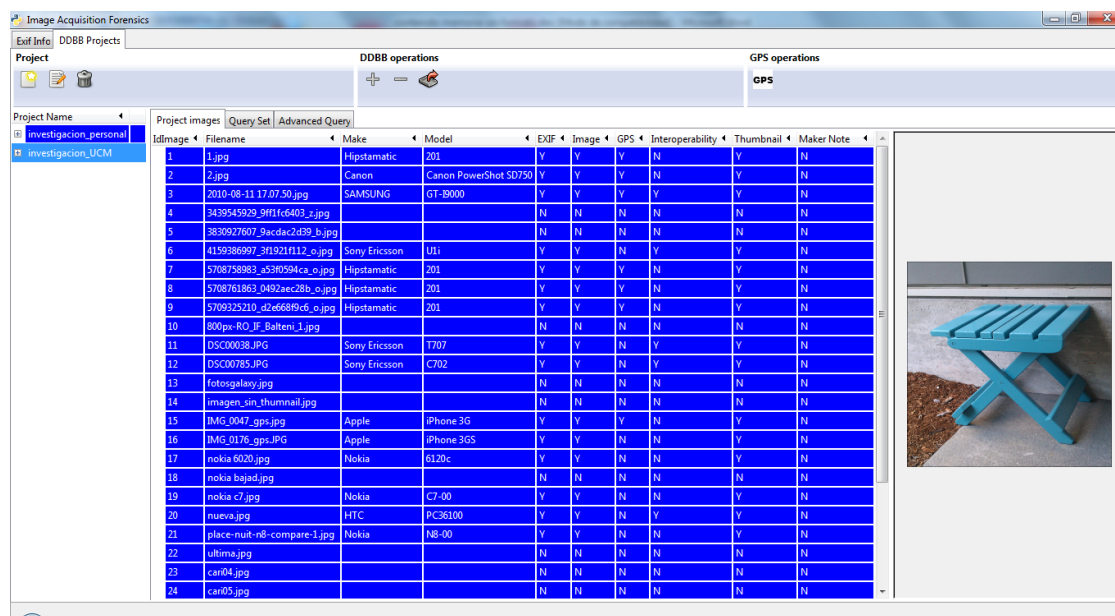 Image Acquisition Forensics
Exif Info DDBB Projects
Project DDBB operations GPS operations
GPS
Project Name
investigacion_personal
investigacion_UCM
Project images Query Set Advanced Query
IdImage Filename Make Model EXIF Image GPS Interoperability Thumbnail Maker Note
1 1.jpg Hipstamatic 201 Y Y Y N Y N
2 2.jpg Canon Canon PowerShot SD750 Y Y Y N Y N
3 2010-08-11 17.07.50.jpg SAMSUNG GT-I9000 Y Y Y Y Y N
4 3439545929_9ff1fc6403_z.jpg N N N N N N
5 3830927607_9acdac2d39_b.jpg N N N N N N
6 4159386997_3f1921f112_o.jpg Sony Ericsson U1i Y Y N Y Y N
7 5708758983_a53f0594ca_o.jpg Hipstamatic 201 Y Y Y N Y N
8 5708761863_0492aec28b_o.jpg Hipstamatic 201 Y Y Y N Y N
9 5709325210_d2e668f9c6_o.jpg Hipstamatic 201 Y Y Y N Y N
10 800px-RO_IF_Balteni_1.jpg N N N N N N
11 DSC00038.JPG Sony Ericsson T707 Y Y N Y Y N
12 DSC00785.JPG Sony Ericsson C702 Y Y N Y Y N
13 fotosgalaxy.jpg N N N N N N
14 imagen_sin_thumnail.jpg N N N N N N
15 IMG_0047_gps.jpg Apple iPhone 3G Y Y Y N Y N
16 IMG_0176_gps.JPG Apple iPhone 3GS Y Y N N Y N
17 nokia 6020.jpg Nokia 6120c Y Y N N Y N
18 nokia bajad.jpg N N N N N N
19 nokia c7.jpg Nokia C7-00 Y Y N N Y N
20 nueva.jpg HTC PC36100 Y Y N Y Y N
21 place-nuit-n8-compare-1.jpg Nokia N8-00 Y Y N N Y N
22 ultima.jpg N N N N N N
23 cari04.jpg N N N N N N
24 cari05.jpg N N N N N N